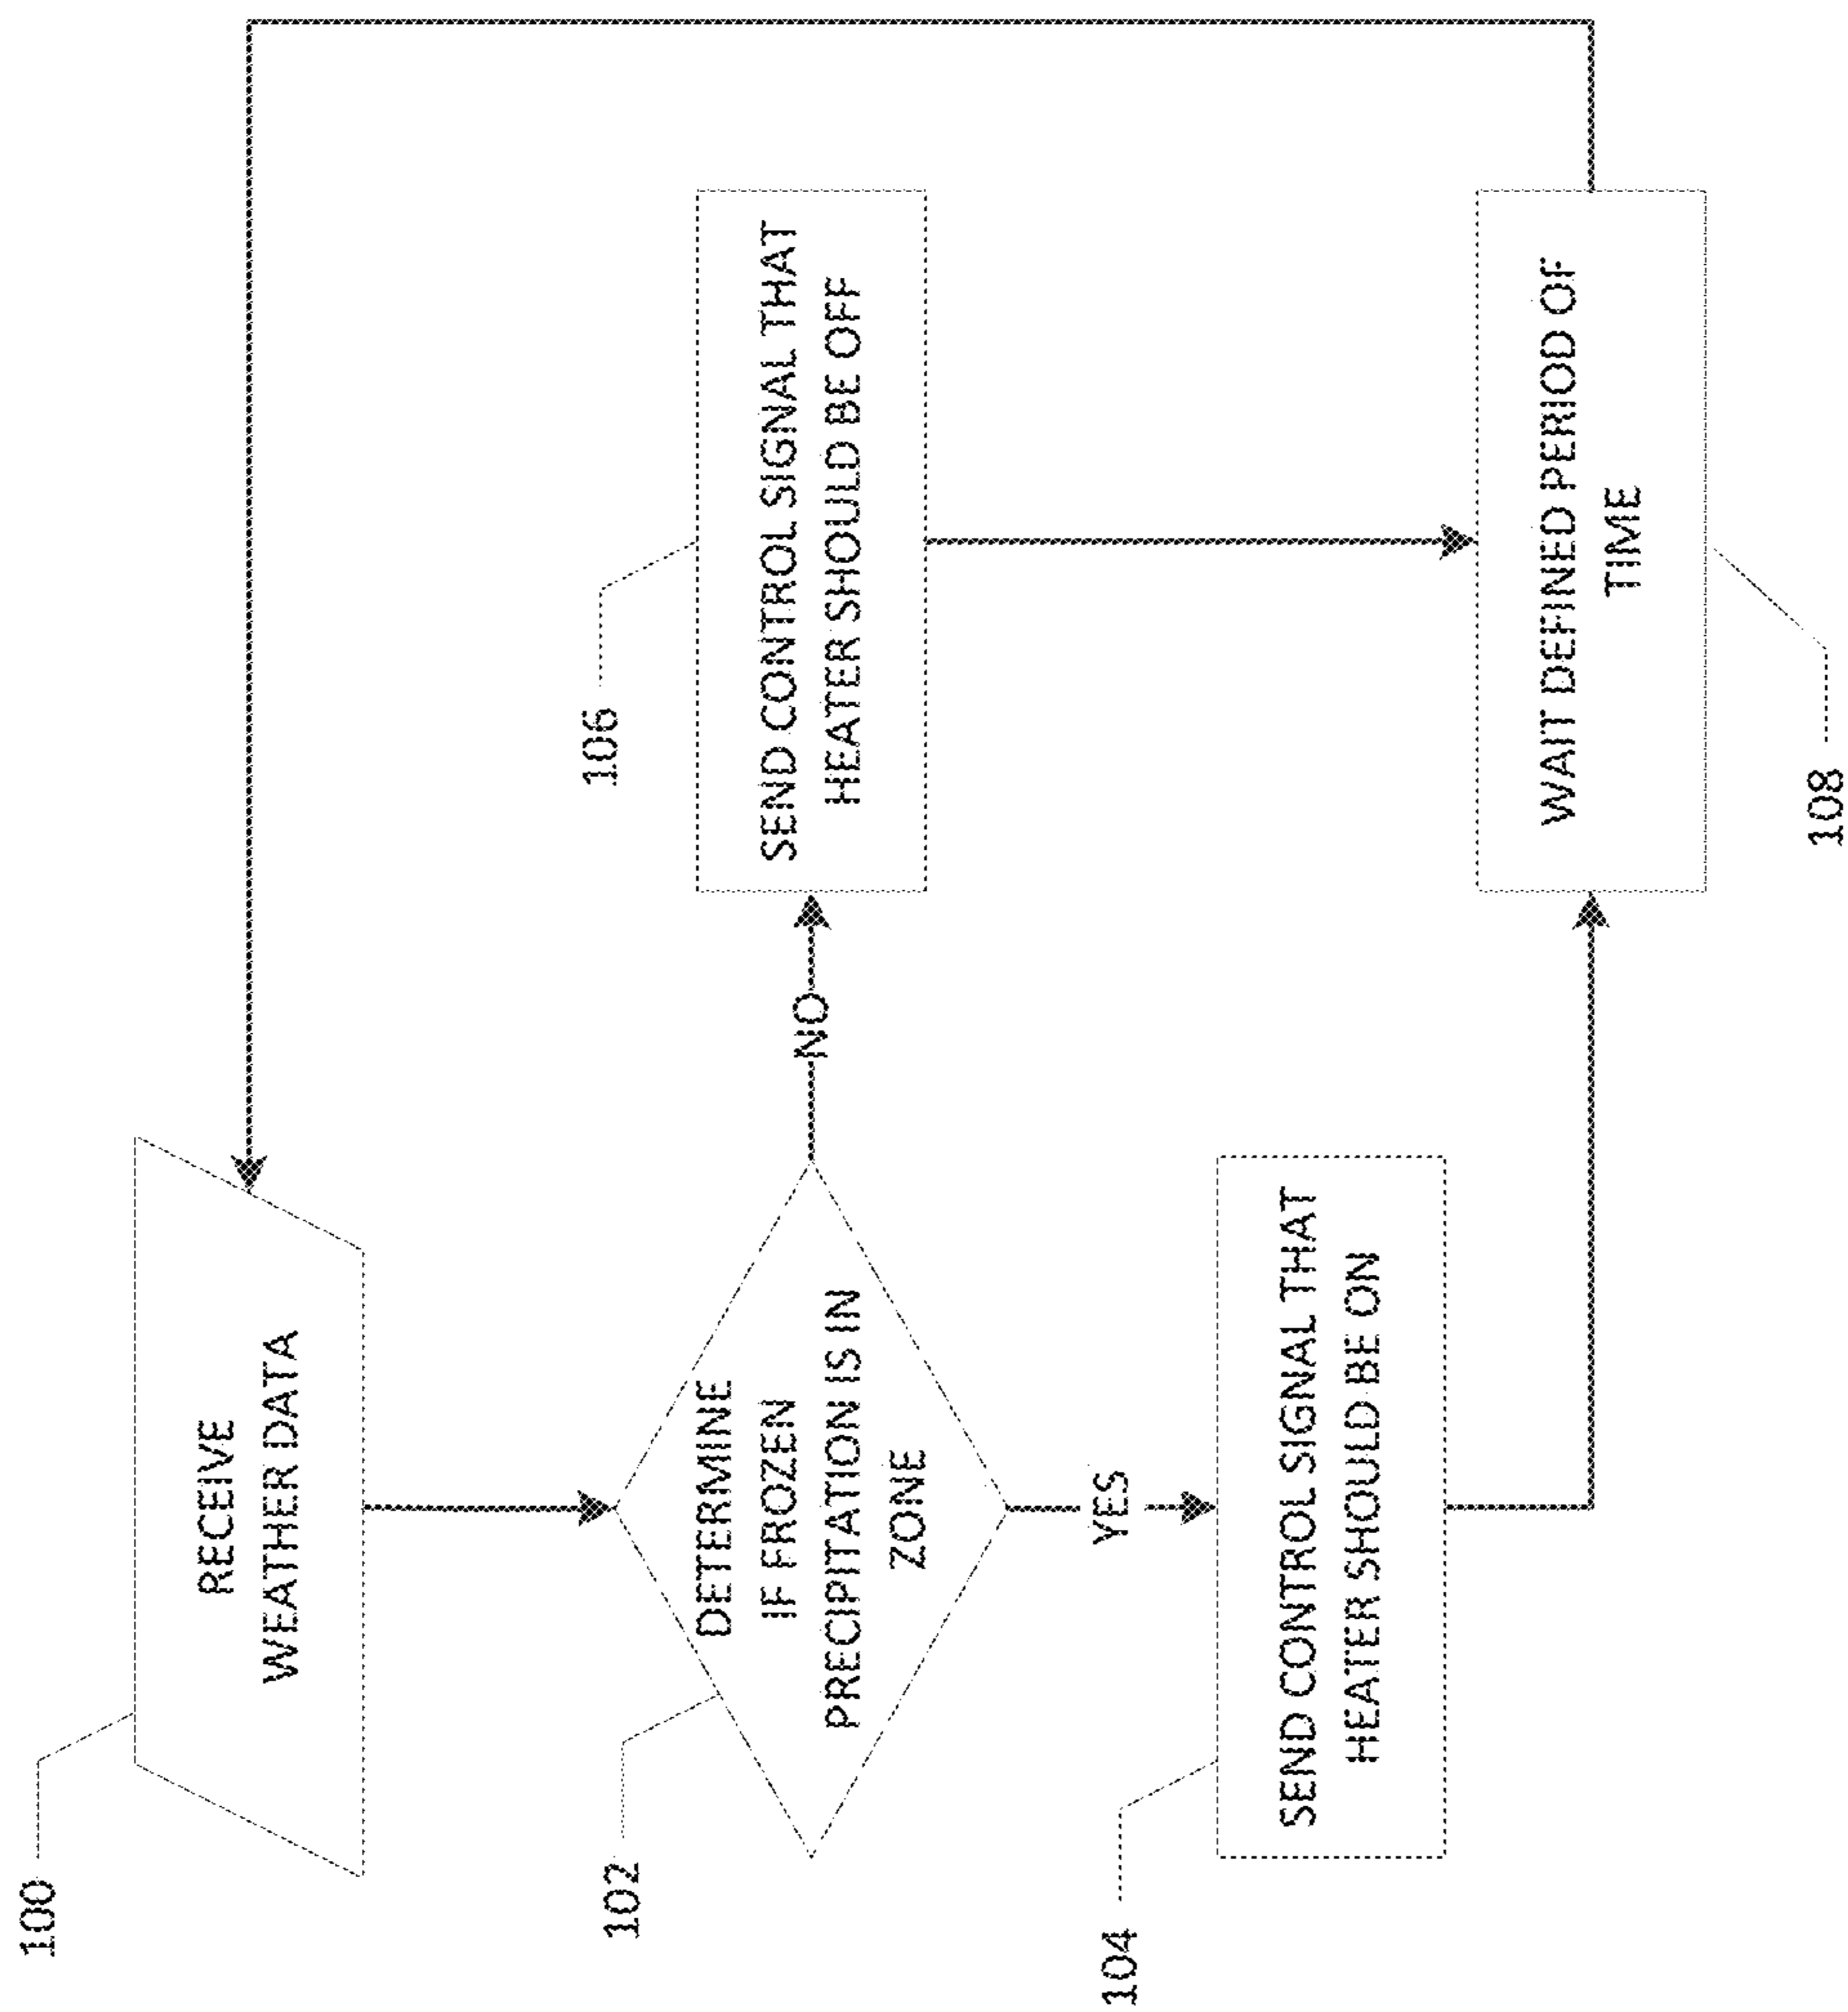 100
RECEIVE
WEATHER DATA
102
DETERMINE
IF FROZEN
PRECIPITATION IS IN
ZONE
NO
106
SEND CONTROL SIGNAL THAT
HEATER SHOULD BE OFF
YES
104
SEND CONTROL SIGNAL THAT
HEATER SHOULD BE ON
WAIT DEFINED PERIOD OF
TIME
108